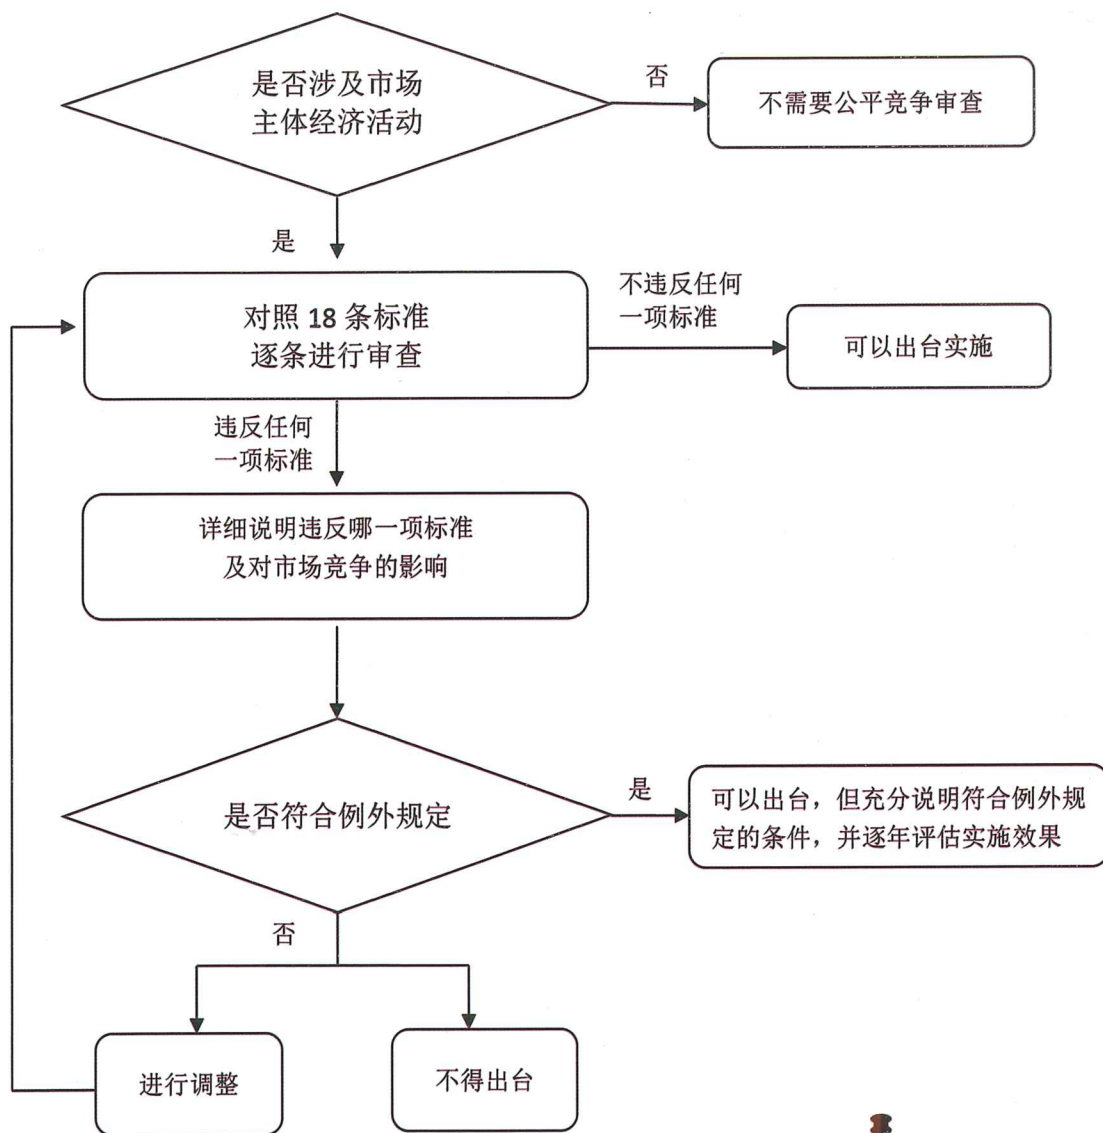 是否涉及市场
主体经济活动
否
不需要公平竞争审查
是
对照 18 条标准
逐条进行审查
不违反任何
一项标准
可以出台实施
违反任何
一项标准
详细说明违反哪一项标准
及对市场竞争的影响
是否符合例外规定
是
可以出台，但充分说明符合例外规
定的条件，并逐年评估实施效果
否
进行调整
不得出台